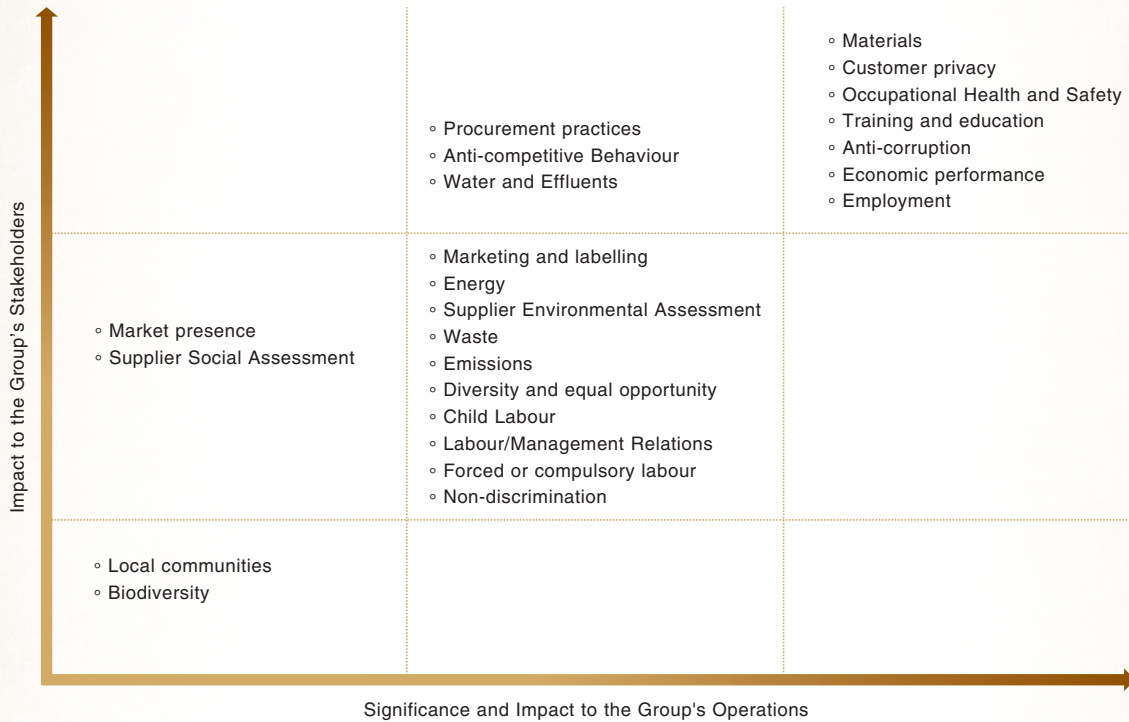 Impact to the Group's Stakeholders
◦ Materials
◦ Customer privacy
◦ Occupational Health and Safety
◦ Training and education
◦ Anti-corruption
◦ Economic performance
◦ Employment
◦ Procurement practices
◦ Anti-competitive Behaviour
◦ Water and Effluents
◦ Market presence
◦ Supplier Social Assessment
◦ Marketing and labelling
◦ Energy
◦ Supplier Environmental Assessment
◦ Waste
◦ Emissions
◦ Diversity and equal opportunity
◦ Child Labour
◦ Labour/Management Relations
◦ Forced or compulsory labour
◦ Non-discrimination
◦ Local communities
◦ Biodiversity
Significance and Impact to the Group's Operations